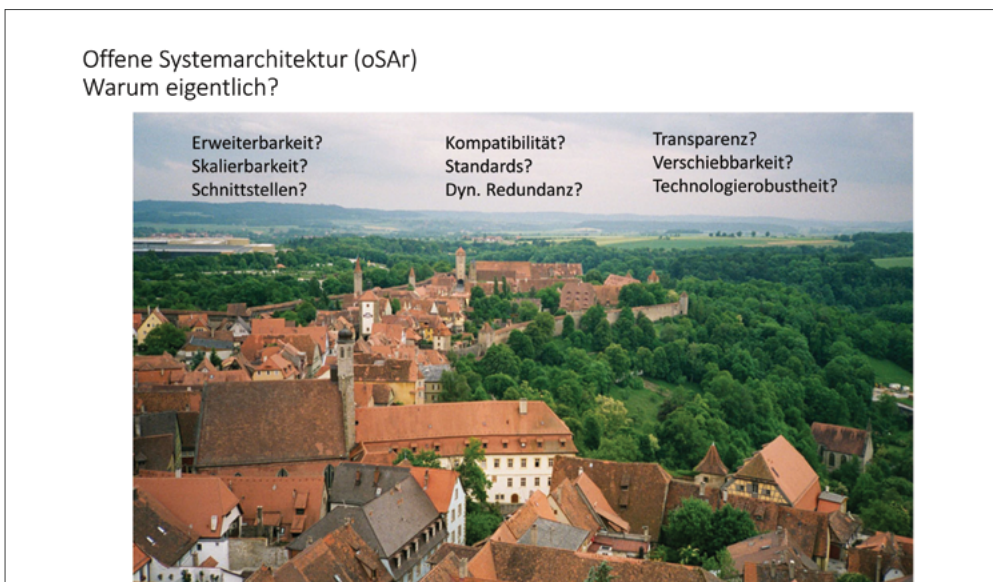 Offene Systemarchitektur (oSAr)
Warum eigentlich?
Erweiterbarkeit?
Skalierbarkeit?
Schnittstellen?
Kompatibilität?
Standards?
Dyn. Redundanz?
Transparenz?
Verschiebbarkeit?
Technologierobustheit?